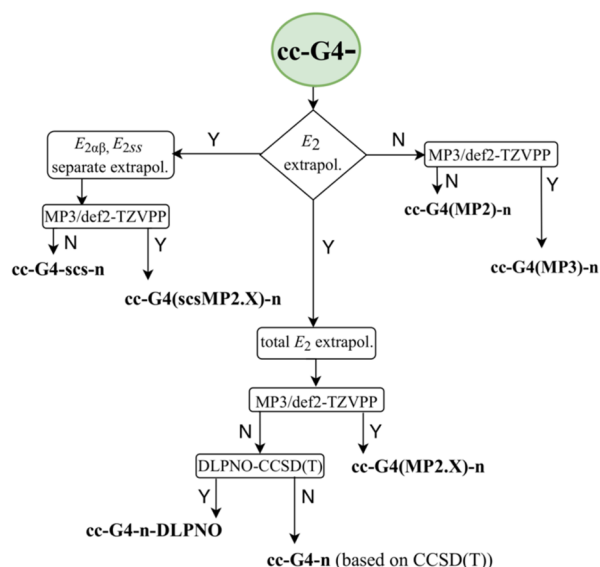 cc-G4-
Y
N
E2αβ, E2ss
separate extrapol.
E2
extrapol.
MP3/def2-TZVPP
N
Y
cc-G4(MP2)-n
MP3/def2-TZVPP
N
Y
cc-G4-scs-n
cc-G4(scsMP2.X)-n
Y
cc-G4(MP3)-n
total E2 extrapol.
MP3/def2-TZVPP
N
Y
DLPNO-CCSD(T)
cc-G4(MP2.X)-n
Y
N
cc-G4-n-DLPNO
cc-G4-n (based on CCSD(T))